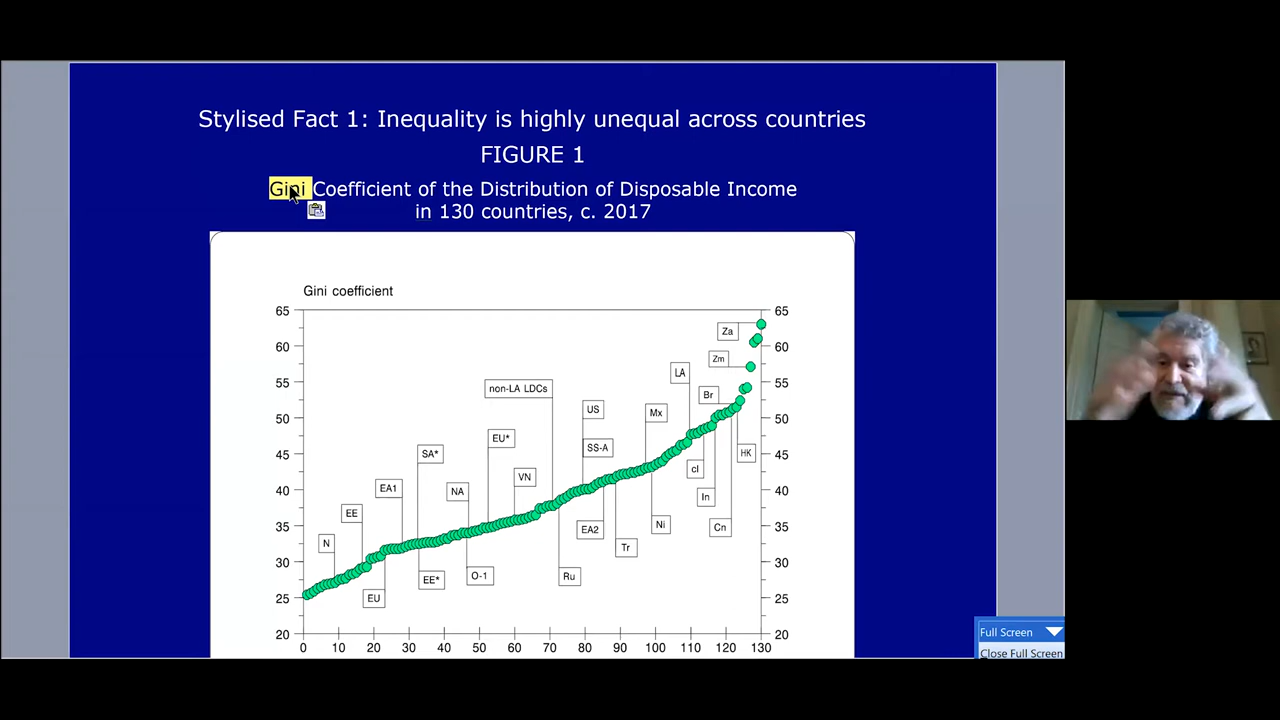 Stylised Fact 1: Inequality is highly unequal across countries
FIGURE 1
Gini Coefficient of the Distribution of Disposable Income
in 130 countries, c. 2017
Gini coefficient
65 65
60 60
55 55
50 50
45 45
40 40
35 35
30 30
25 25
20 20
Za
Zm
LA
non-LA LDCs
Br
US
Mx
EU*
SS-A
SA*
HK
cl
VN
EA1
NA
In
EE
Ni
Cn
EA2
N
Tr
EE*
O-1
Ru
EU
0 10 20 30 40 50 60 70 80 90 100 110 120 130
Full Screen
Close Full Screen